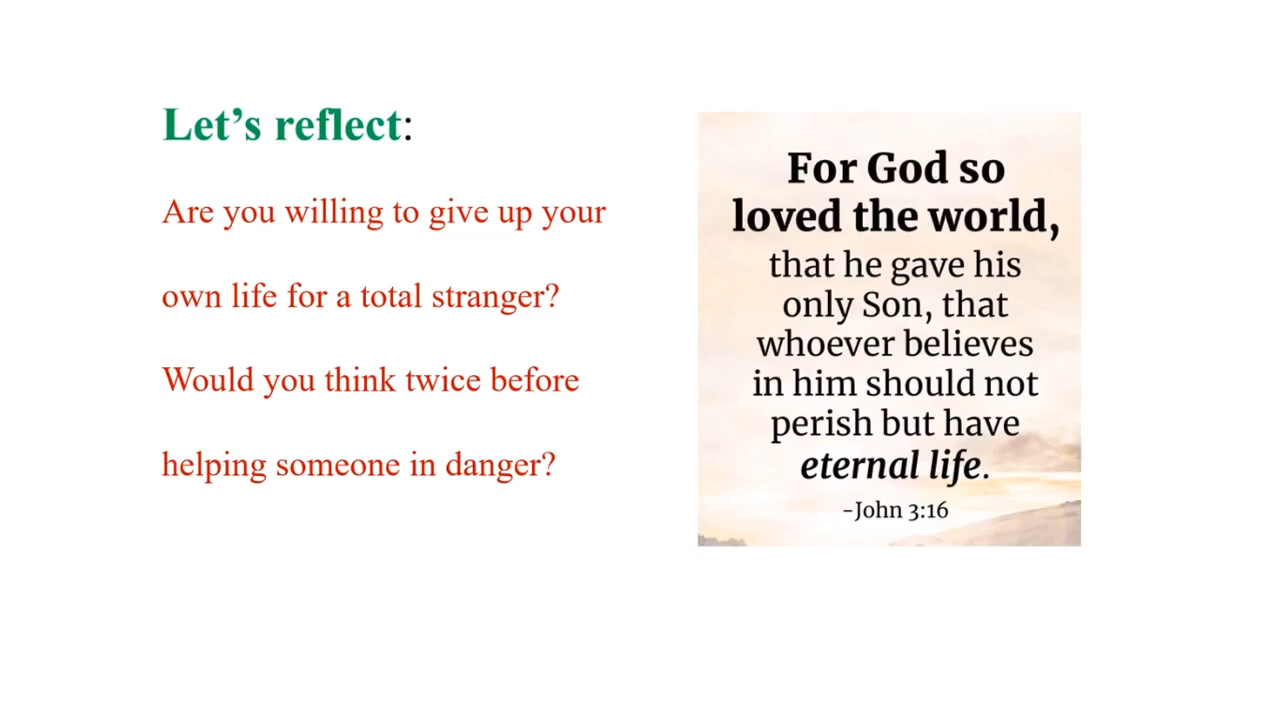 Let’s reflect:
Are you willing to give up your
own life for a total stranger?
Would you think twice before
helping someone in danger?
For God so
loved the world,
that he gave his
only Son, that
whoever believes
in him should not
perish but have
eternal life.
-John 3:16